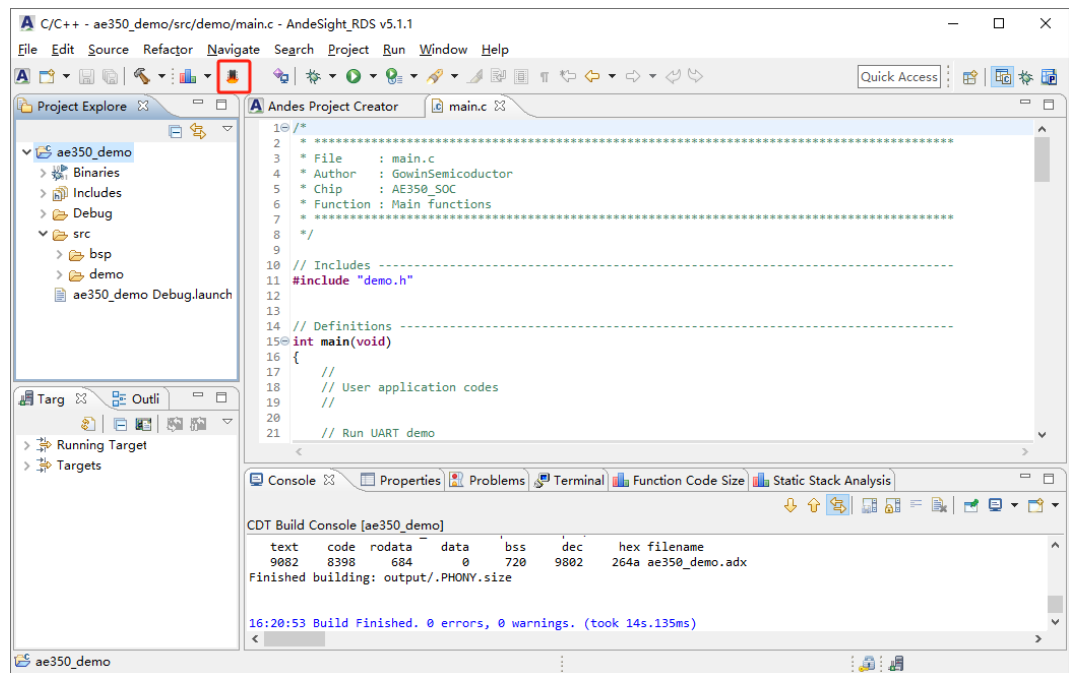 C/C++ - ae350_demo/src/demo/main.c - AndeSight_RDS v5.1.1
File Edit Source Refactor Navigate Search Project Run Window Help
Quick Access
Project Explore
Andes Project Creator
main.c
ae350_demo
Binaries
Includes
Debug
src
bsp
demo
ae350_demo Debug.launch
1 /*
2 * *****************************************************************************************
3 * File : main.c
4 * Author : GowinSemicoductor
5 * Chip : AE350_SOC
6 * Function : Main functions
7 * *****************************************************************************************
8 */
9
10 // Includes --------------------------------------------------------------------------------
11 #include "demo.h"
12
13
14 // Definitions -----------------------------------------------------------------------------
15 int main(void)
16 {
17 //
18 // User application codes
19 //
20
21 // Run UART demo
Targ
Outli
Running Target
Targets
Console Properties Problems Terminal Function Code Size Static Stack Analysis
CDT Build Console [ae350_demo]
text code rodata data bss dec hex filename
9082 8398 684 0 720 9802 264a ae350_demo.adx
Finished building: output/.PHONY.size
16:20:53 Build Finished. 0 errors, 0 warnings. (took 14s.135ms)
ae350_demo